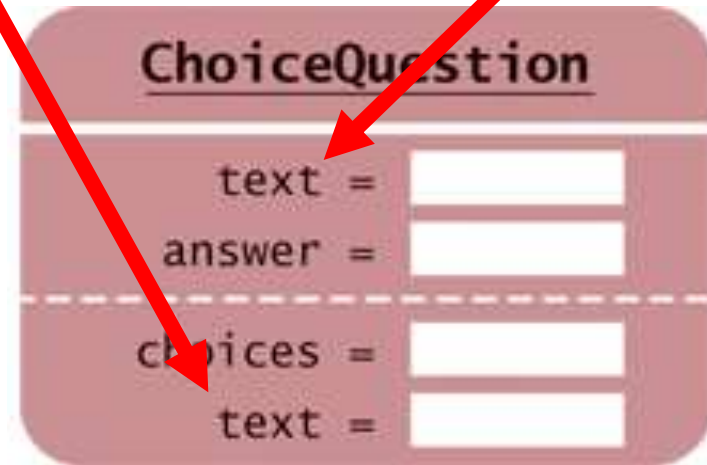 ChoiceQuestion
text =
answer =
choices =
text =